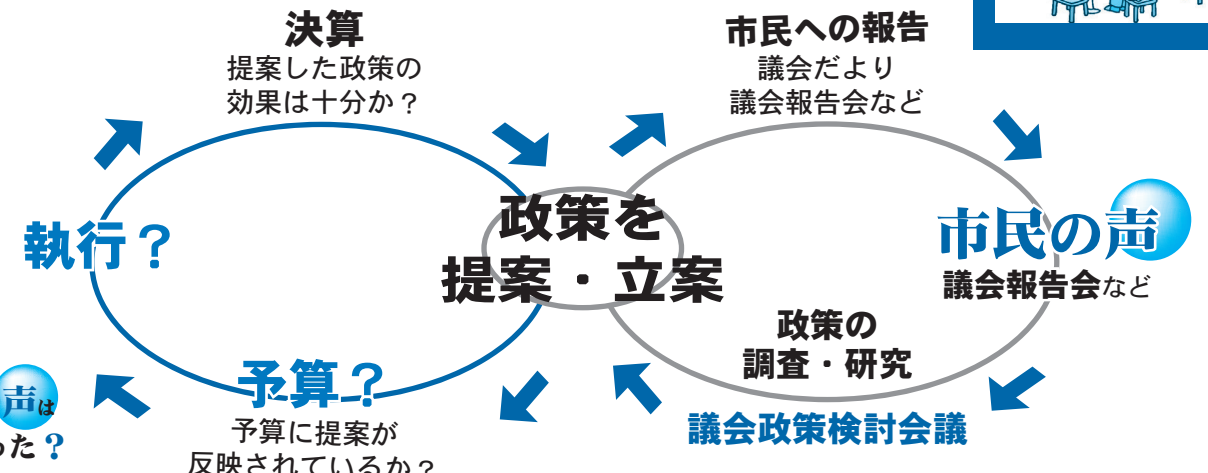 決算
提案した政策の
効果は十分か？
市民への報告
議会だより
議会報告会など
執行？
政策を
提案・立案
市民の声
議会報告会など
政策の
調査・研究
議会政策検討会議
予算？
予算に提案が
反映されているか？
声は
った？